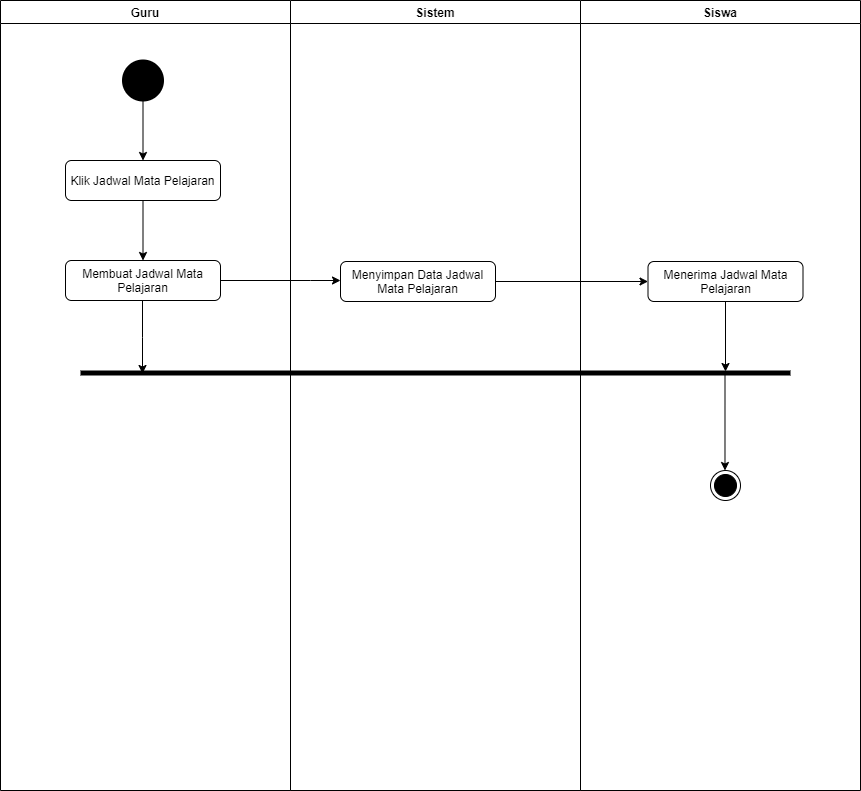 Guru
Sistem
Siswa
Klik Jadwal Mata Pelajaran
Membuat Jadwal Mata
Pelajaran
Menyimpan Data Jadwal
Mata Pelajaran
Menerima Jadwal Mata
Pelajaran